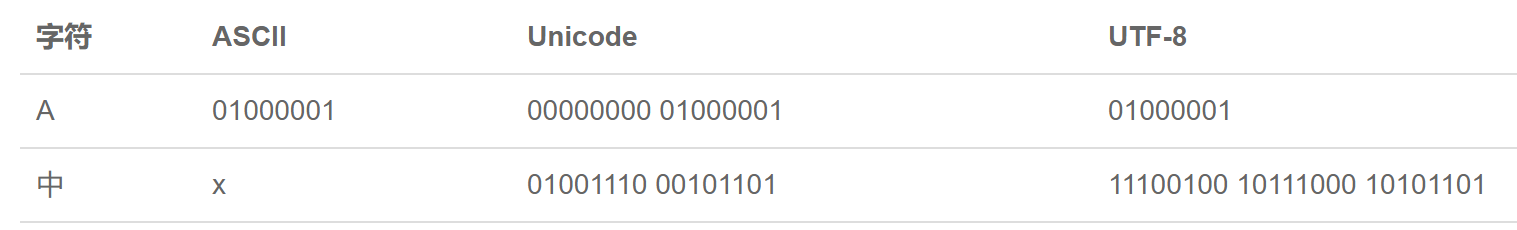 字符 ASCII Unicode UTF-8
A 01000001 00000000 01000001 01000001
中 x 01001110 00101101 11100100 10111000 10101101